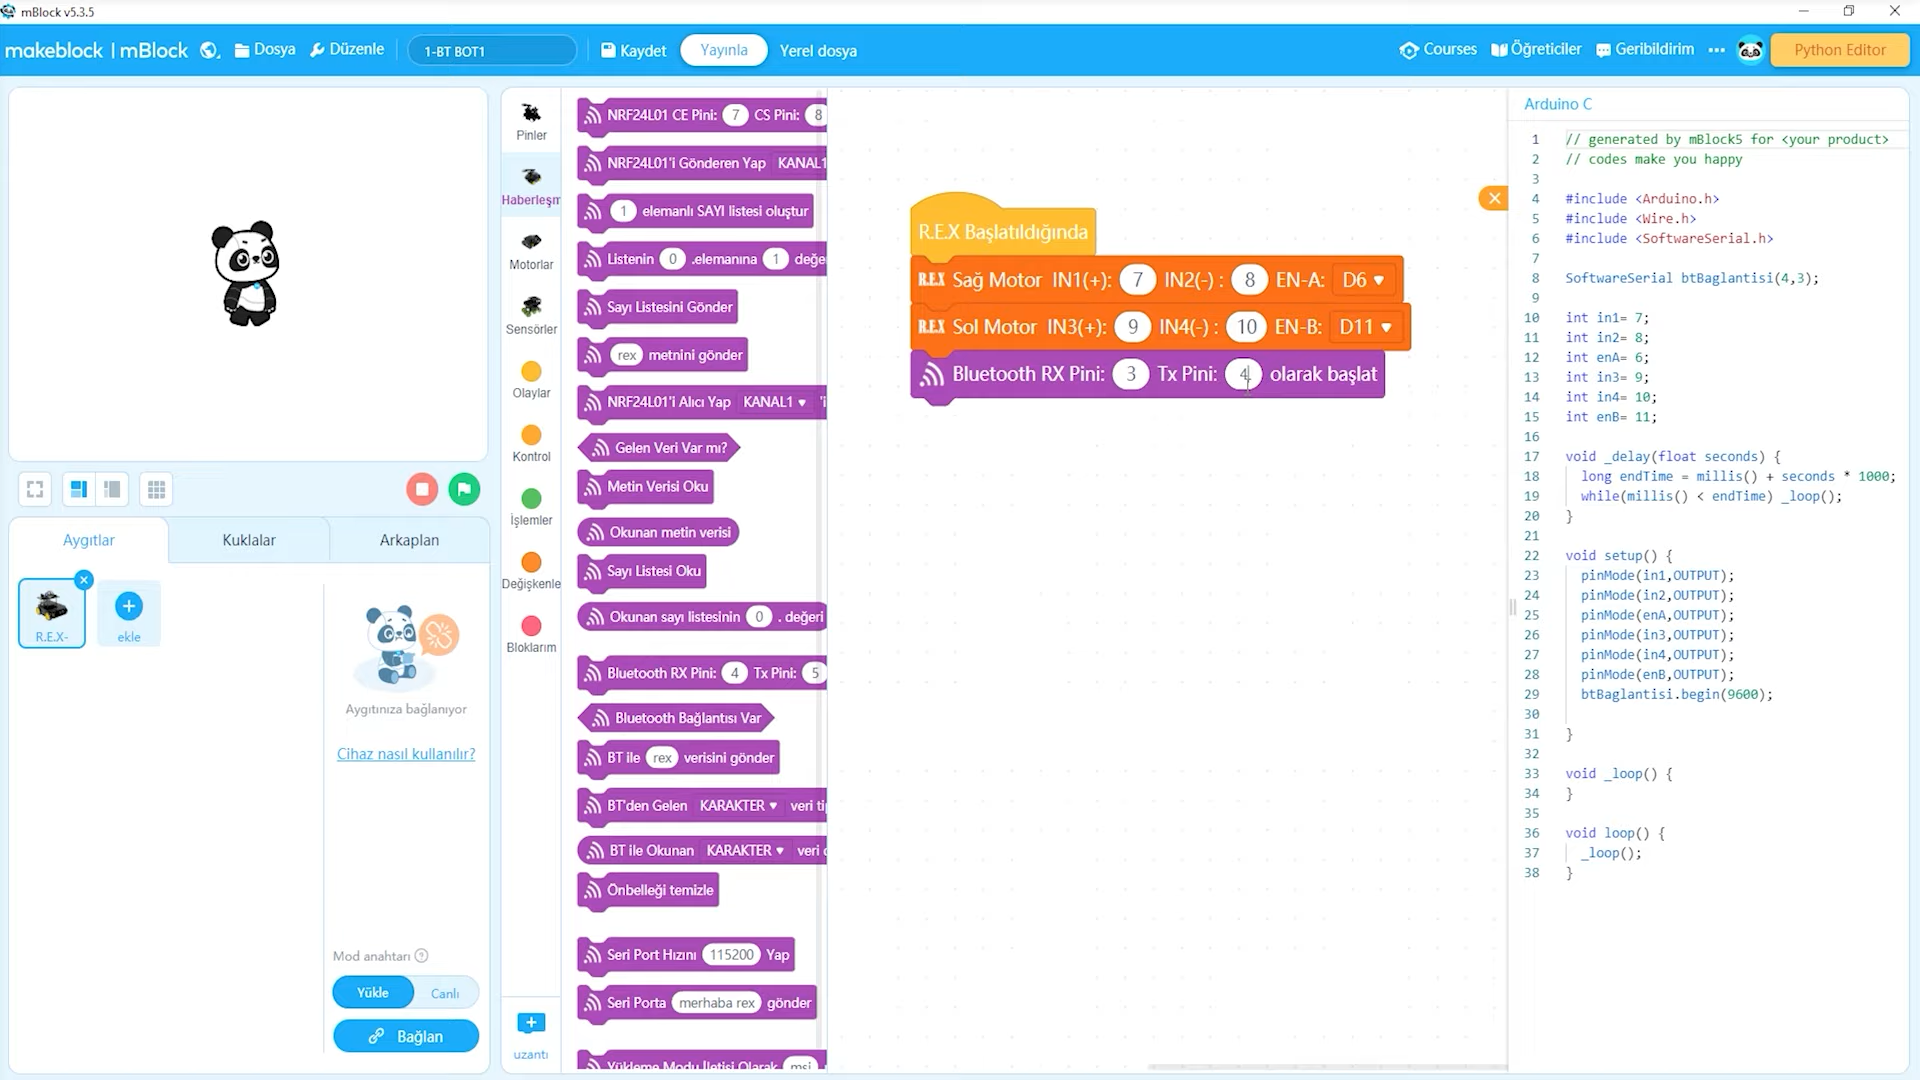 mBlock v5.3.5
makeblock | mBlock
Dosya
Düzenle
1-BT BOT1
Kaydet
Yayınla
Yerel dosya
Courses
Öğreticiler
Geribildirim
Python Editor
Aygıtlar
Kuklalar
Arkaplan
R.E.X-
ekle
Aygıtınıza bağlanıyor
Cihaz nasıl kullanılır?
Mod anahtarı
Yükle
Canlı
Bağlan
Pinler
Haberleşm
Motorlar
Sensörler
Olaylar
Kontrol
İşlemler
Değişkenle
Bloklarım
uzantı
NRF24L01 CE Pini: 7 CS Pini: 8
NRF24L01'i Gönderen Yap KANAL1
1 elemanlı SAYI listesi oluştur
Listenin 0 .elemanına 1 değe
Sayı Listesini Gönder
rex metnini gönder
NRF24L01'i Alıcı Yap KANAL1 'i
Gelen Veri Var mı?
Metin Verisi Oku
Okunan metin verisi
Sayı Listesi Oku
Okunan sayı listesinin 0 . değeri
Bluetooth RX Pini: 4 Tx Pini: 5
Bluetooth Bağlantısı Var
BT ile rex verisini gönder
BT'den Gelen KARAKTER veri ti
BT ile Okunan KARAKTER veri
Önbelleği temizle
Seri Port Hızını 115200 Yap
Seri Porta merhaba rex gönder
Yükleme Modu İletisi Olarak msj
R.E.X Başlatıldığında
R.E.X Sağ Motor IN1(+): 7 IN2(-) : 8 EN-A: D6
R.E.X Sol Motor IN3(+): 9 IN4(-) : 10 EN-B: D11
Bluetooth RX Pini: 3 Tx Pini: 4 olarak başlat
Arduino C
1 // generated by mBlock5 for <your product>
2 // codes make you happy
3
4 #include <Arduino.h>
5 #include <Wire.h>
6 #include <SoftwareSerial.h>
7
8 SoftwareSerial btBaglantisi(4,3);
9
10 int in1= 7;
11 int in2= 8;
12 int enA= 6;
13 int in3= 9;
14 int in4= 10;
15 int enB= 11;
16
17 void _delay(float seconds) {
18 long endTime = millis() + seconds * 1000;
19 while(millis() < endTime) _loop();
20 }
21
22 void setup() {
23 pinMode(in1,OUTPUT);
24 pinMode(in2,OUTPUT);
25 pinMode(enA,OUTPUT);
26 pinMode(in3,OUTPUT);
27 pinMode(in4,OUTPUT);
28 pinMode(enB,OUTPUT);
29 btBaglantisi.begin(9600);
30
31 }
32
33 void _loop() {
34 }
35
36 void loop() {
37 _loop();
38 }